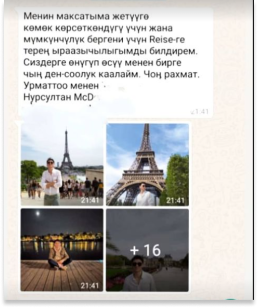 Менин максатыма жетүүгө
көмөк көрсөткөндүгү үчүн жана
мүмкүнчүлүк бергени үчүн Reise-ге
терең ыраазычылыгымды билдирем.
Сиздерге өнүгүп өсүү менен бирге
чың ден-соолук каалайм. Чоң рахмат.
Урматтоо менен
Нурсултан McD
21:41
21:41
21:41
21:41
+ 16